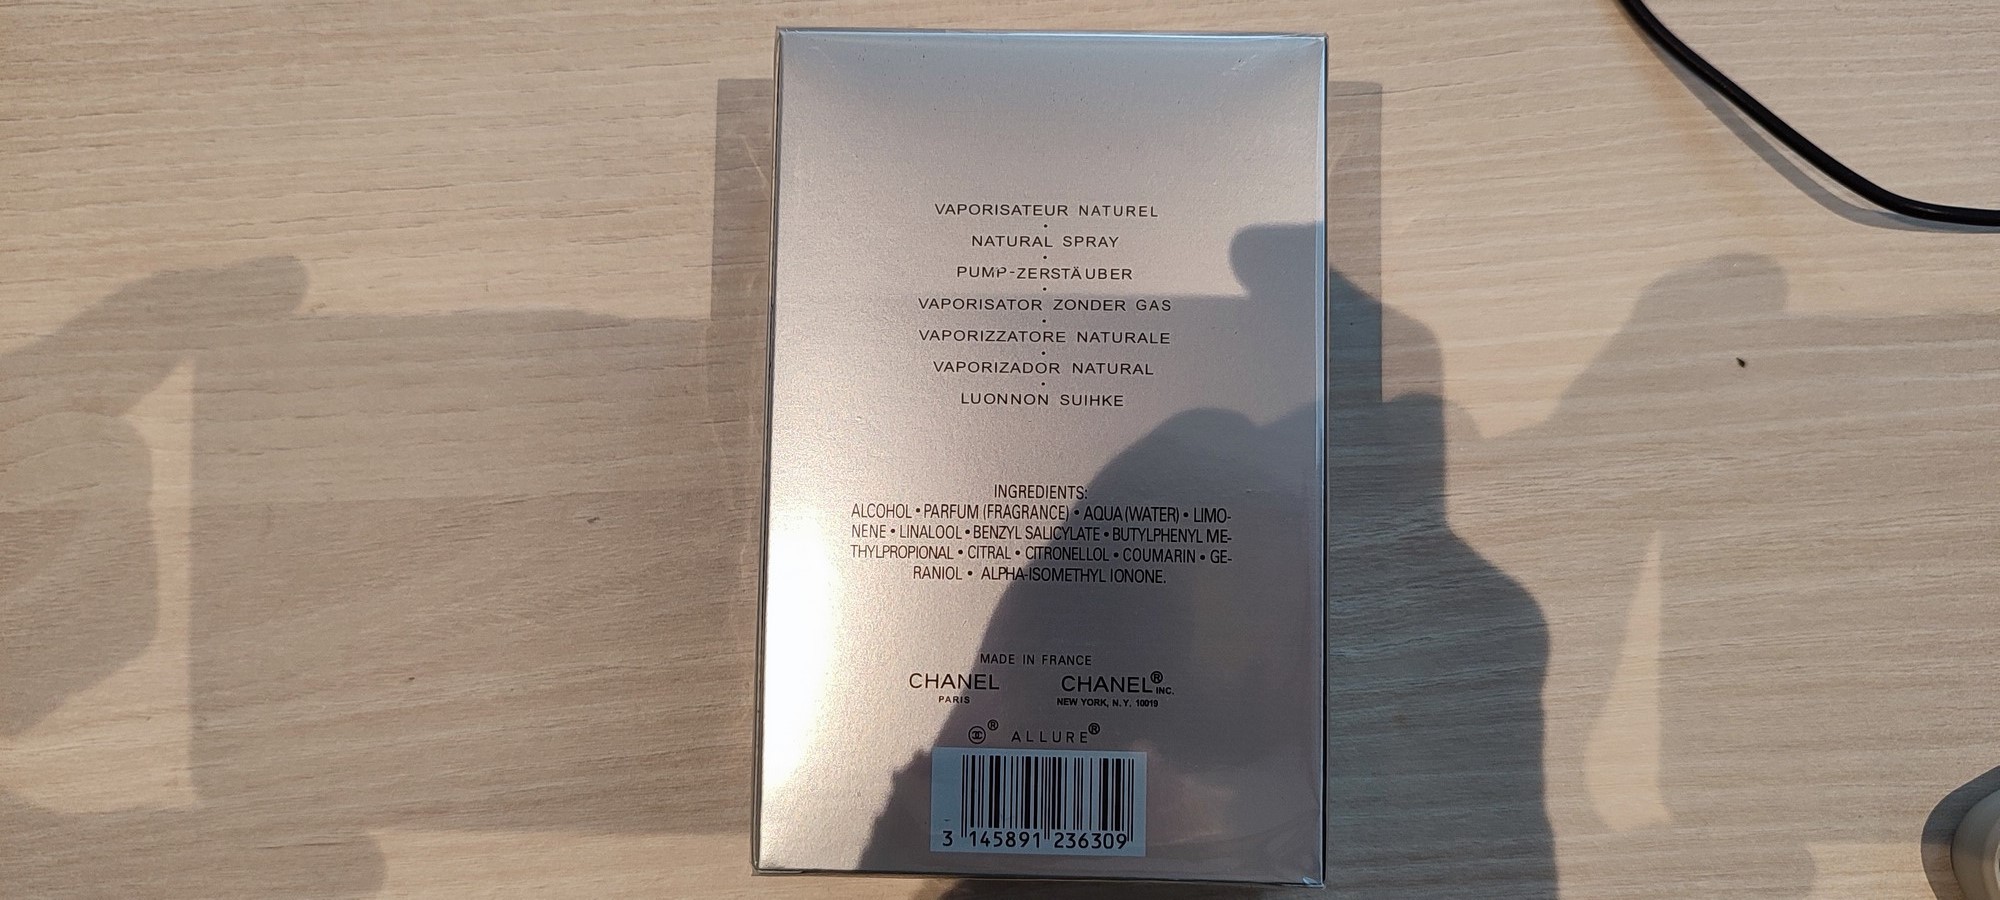 VAPORISATEUR NATUREL
•
NATURAL SPRAY
•
PUMP-ZERSTÄUBER
•
VAPORISATOR ZONDER GAS
•
VAPORIZZATORE NATURALE
•
VAPORIZADOR NATURAL
•
LUONNON SUIHKE
INGREDIENTS:
ALCOHOL • PARFUM (FRAGRANCE) • AQUA (WATER) • LIMO-
NENE • LINALOOL • BENZYL SALICYLATE • BUTYLPHENYL ME-
THYLPROPIONAL • CITRAL • CITRONELLOL • COUMARIN • GE-
RANIOL • ALPHA-ISOMETHYL IONONE.
MADE IN FRANCE
CHANEL CHANEL® INC.
PARIS NEW YORK, N.Y. 10019
® ALLURE®
3 145891 236309